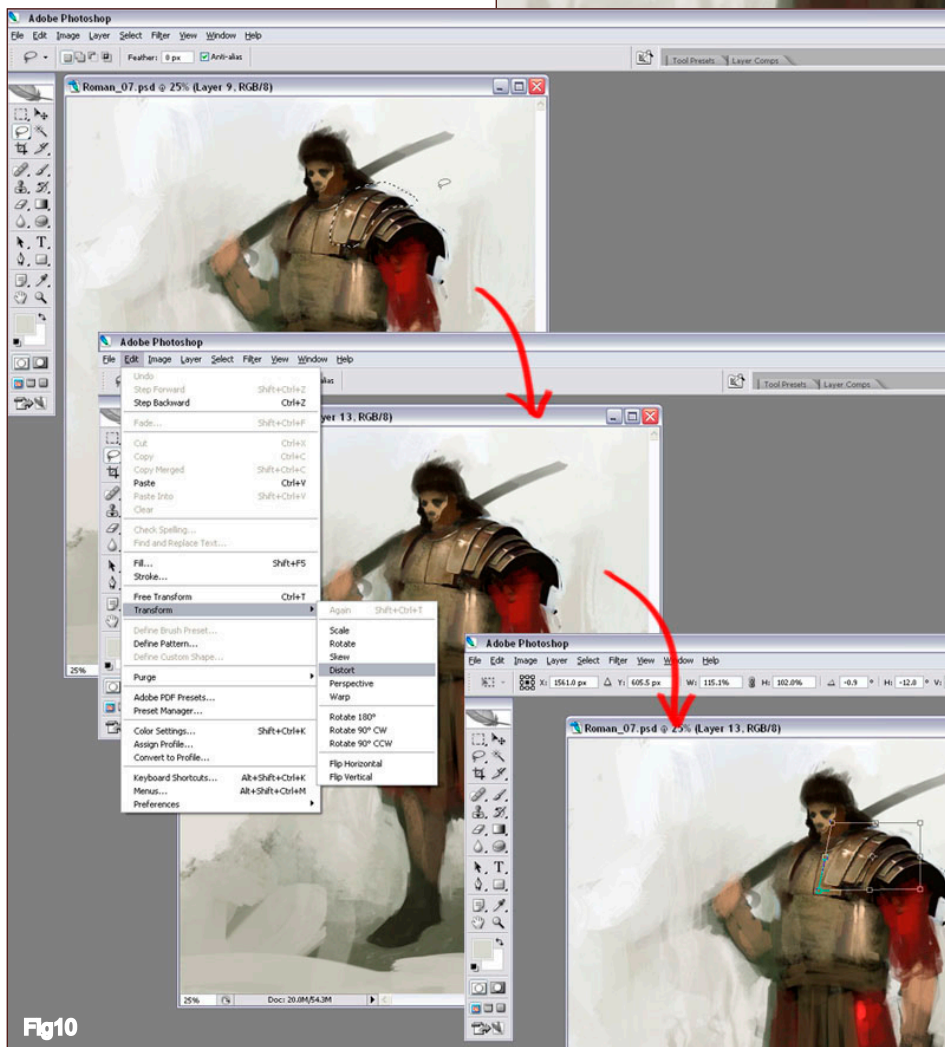 Adobe Photoshop
File Edit Image Layer Select Filter View Window Help
Feather: 0 px Anti-alias
Tool Presets Layer Comps
Roman_07.psd @ 25% (Layer 9, RGB/8)
Adobe Photoshop
File Edit Image Layer Select Filter View Window Help
Tool Presets Layer Comps
yer 13, RGB/8)
Undo
Step Forward Shift+Ctrl+Z
Step Backward Ctrl+Z
Fade... Shift+Ctrl+F
Cut Ctrl+X
Copy Ctrl+C
Copy Merged Shift+Ctrl+C
Paste Ctrl+V
Paste Into Shift+Ctrl+V
Clear
Check Spelling...
Find and Replace Text...
Fill... Shift+F5
Stroke...
Free Transform Ctrl+T
Transform
Define Brush Preset...
Define Pattern...
Define Custom Shape...
Purge
Adobe PDF Presets...
Preset Manager...
Color Settings... Shift+Ctrl+K
Assign Profile...
Convert to Profile...
Keyboard Shortcuts... Alt+Shift+Ctrl+K
Menus... Alt+Shift+Ctrl+M
Preferences
Again Shift+Ctrl+T
Scale
Rotate
Skew
Distort
Perspective
Warp
Rotate 180°
Rotate 90° CW
Rotate 90° CCW
Flip Horizontal
Flip Vertical
25%
25% Doc: 20.0M/54.3M
Adobe Photoshop
File Edit Image Layer Select Filter View Window Help
X: 1561.0 px Y: 605.5 px W: 115.1% H: 102.0% -0.9 ° H: -12.0 ° V:
Roman_07.psd @ 25% (Layer 13, RGB/8)
Fig10